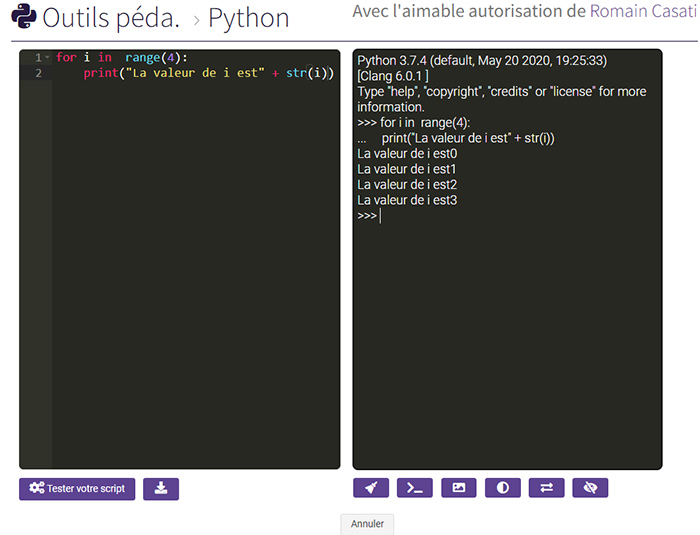 Outils péda. › Python
Avec l'aimable autorisation de Romain Casati
1 for i in  range(4):
2     print("La valeur de i est" + str(i))
Python 3.7.4 (default, May 20 2020, 19:25:33)
[Clang 6.0.1 ]
Type "help", "copyright", "credits" or "license" for more
information.
>>> for i in  range(4):
...     print("La valeur de i est" + str(i))
La valeur de i est0
La valeur de i est1
La valeur de i est2
La valeur de i est3
>>>
Tester votre script
Annuler